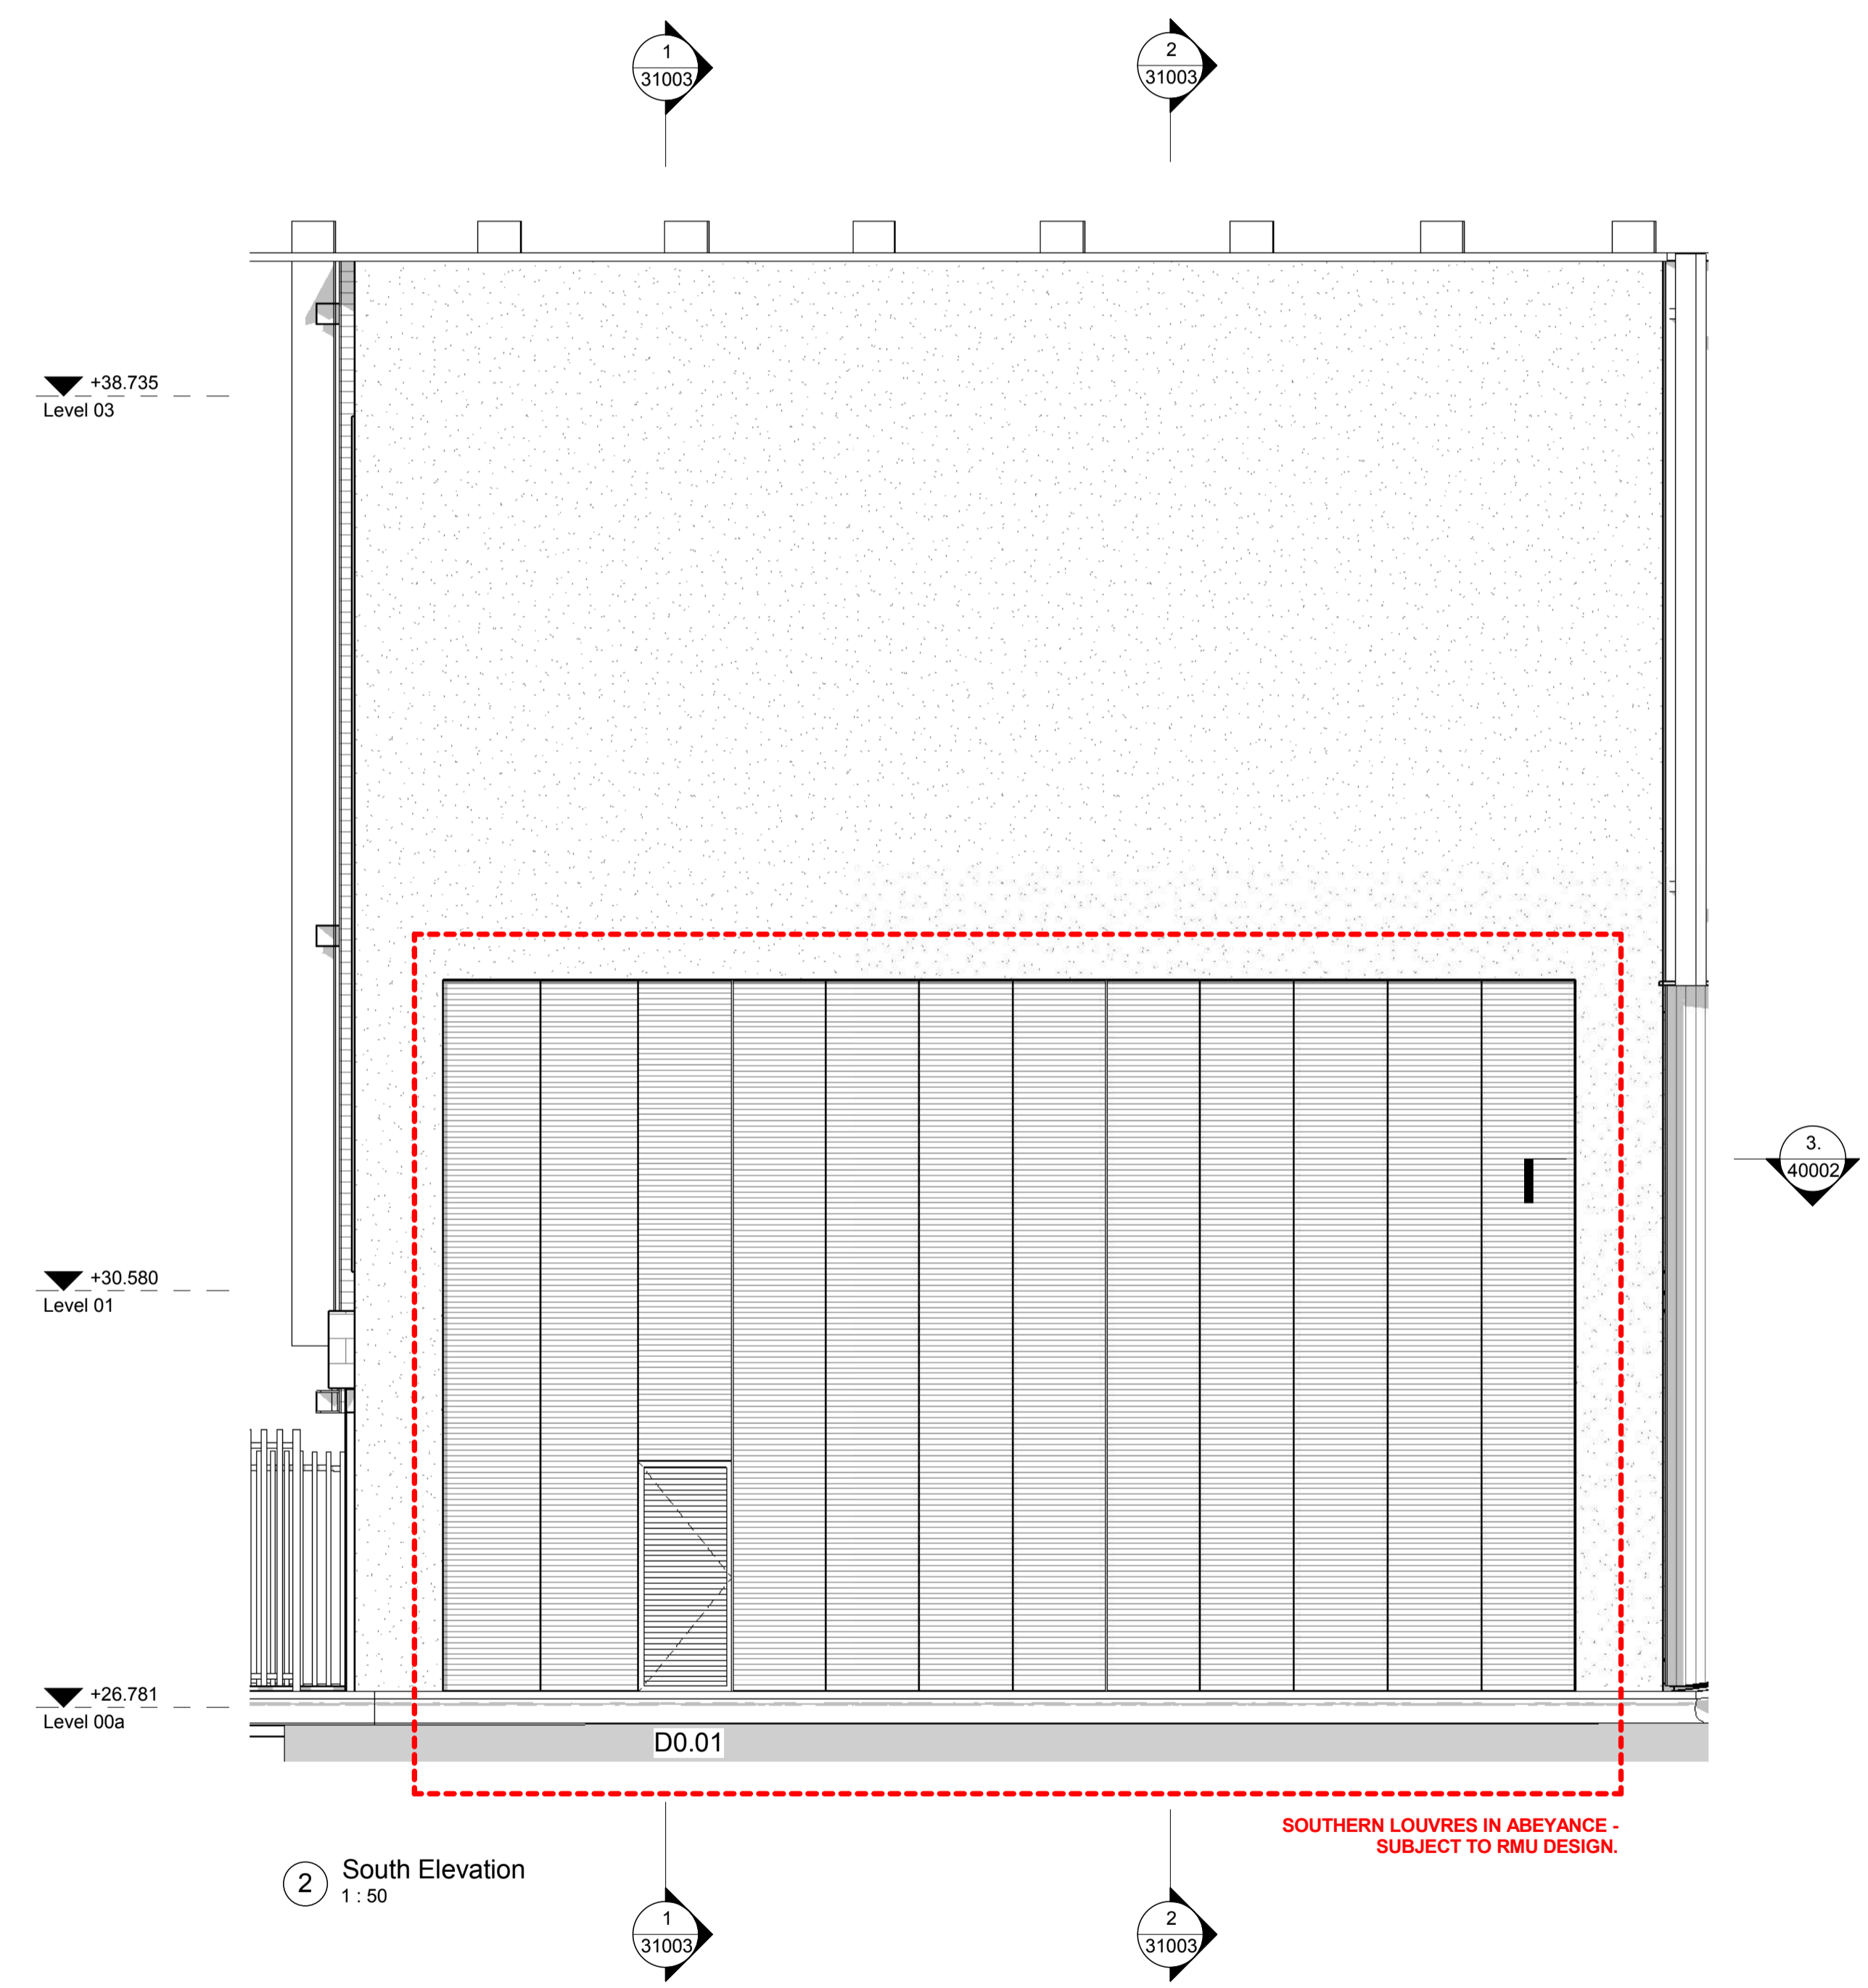 1
31003
2
31003
+38.735
Level 03
3.
40002
+30.580
Level 01
+26.781
Level 00a
D0.01
SOUTHERN LOUVRES IN ABEYANCE -
SUBJECT TO RMU DESIGN.
2
South Elevation
1 : 50
1
31003
2
31003